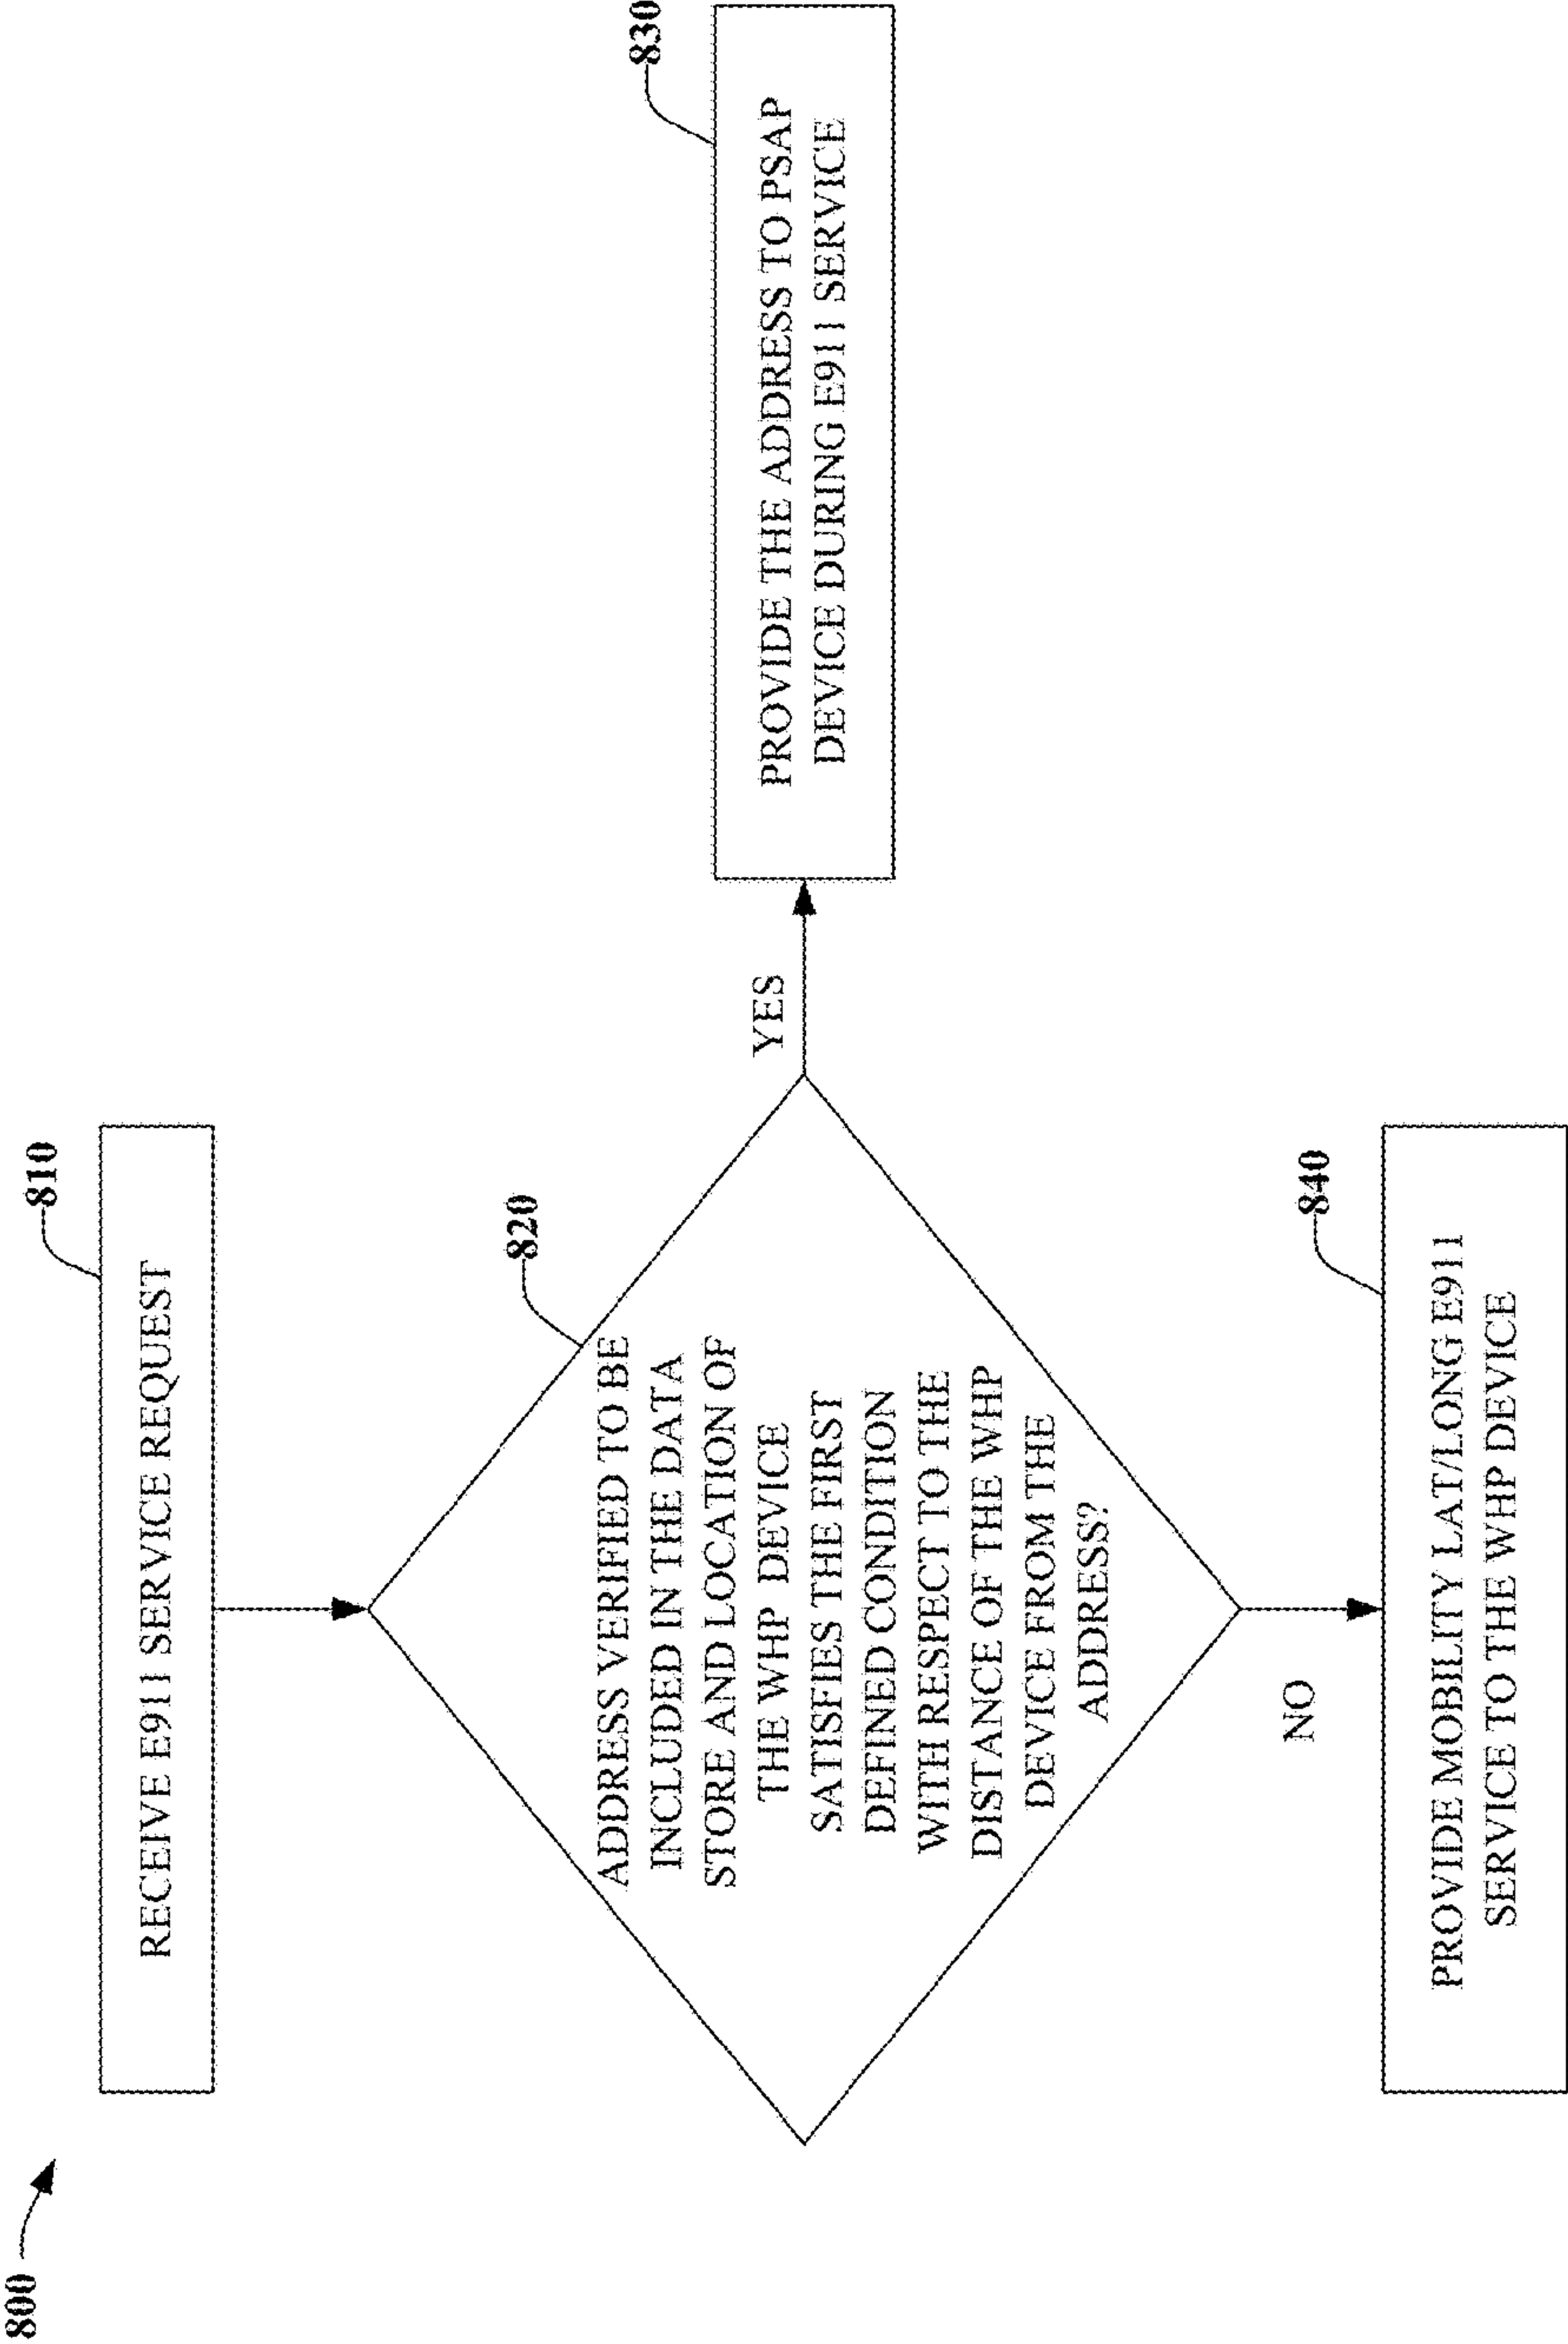 800
810
RECEIVE E911 SERVICE REQUEST
820
ADDRESS VERIFIED TO BE
INCLUDED IN THE DATA
STORE AND LOCATION OF
THE WHP DEVICE
SATISFIES THE FIRST
DEFINED CONDITION
WITH RESPECT TO THE
DISTANCE OF THE WHP
DEVICE FROM THE
ADDRESS?
YES
830
PROVIDE THE ADDRESS TO PSAP
DEVICE DURING E911 SERVICE
NO
840
PROVIDE MOBILITY LAT/LONG E911
SERVICE TO THE WHP DEVICE